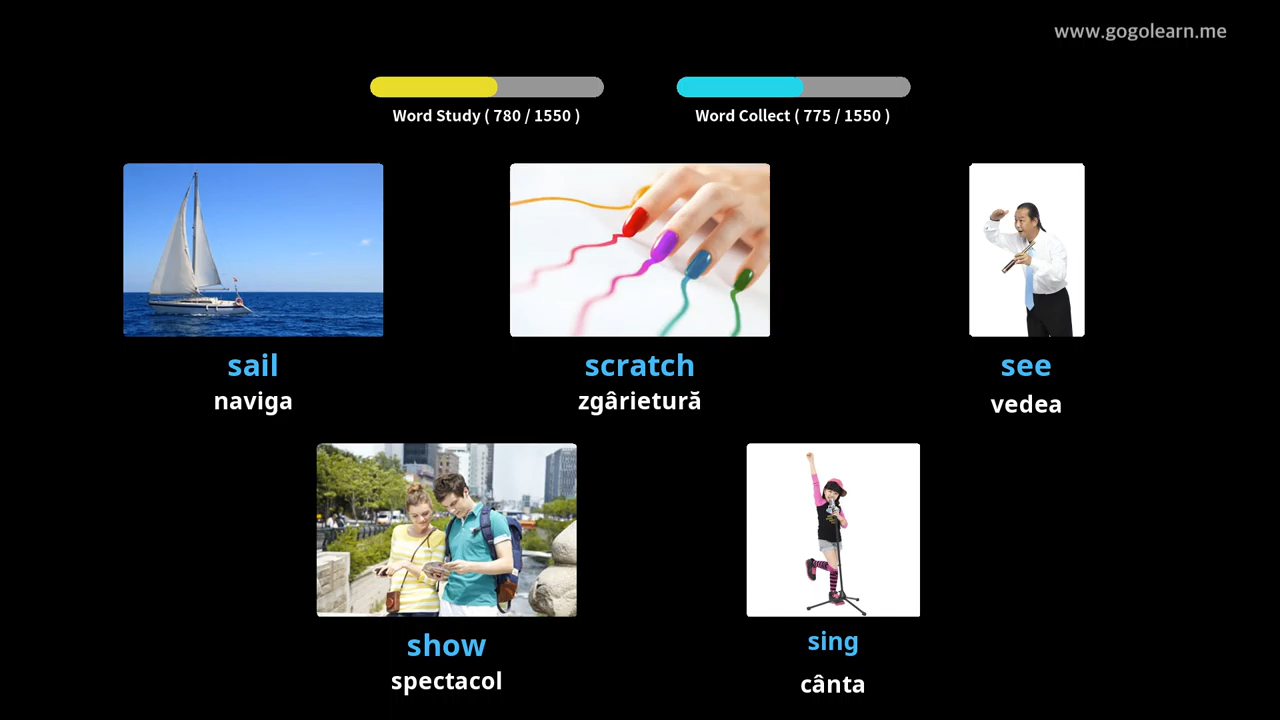 www.gogolearn.me
Word Study ( 780 / 1550 )
Word Collect ( 775 / 1550 )
sail
naviga
scratch
zgârietură
see
vedea
show
spectacol
sing
cânta